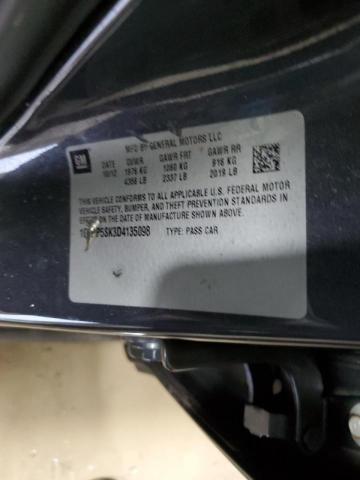 GM
MFD BY GENERAL MOTORS LLC
DATE GVWR GAWR FRT GAWR RR
10/12 1976 KG 1060 KG 916 KG
4356 LB 2337 LB 2019 LB
THIS VEHICLE CONFORMS TO ALL APPLICABLE U.S. FEDERAL MOTOR
VEHICLE SAFETY, BUMPER, AND THEFT PREVENTION STANDARDS IN
EFFECT ON THE DATE OF MANUFACTURE SHOWN ABOVE.
P5SK3D4135098 TYPE: PASS CAR